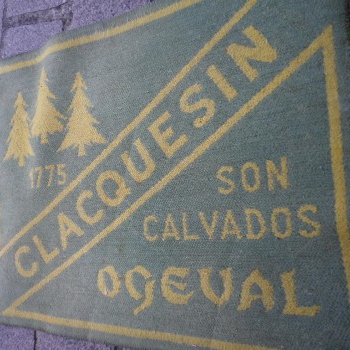 1775
CLACQUESIN
SON
CALVADOS
OGEVAL